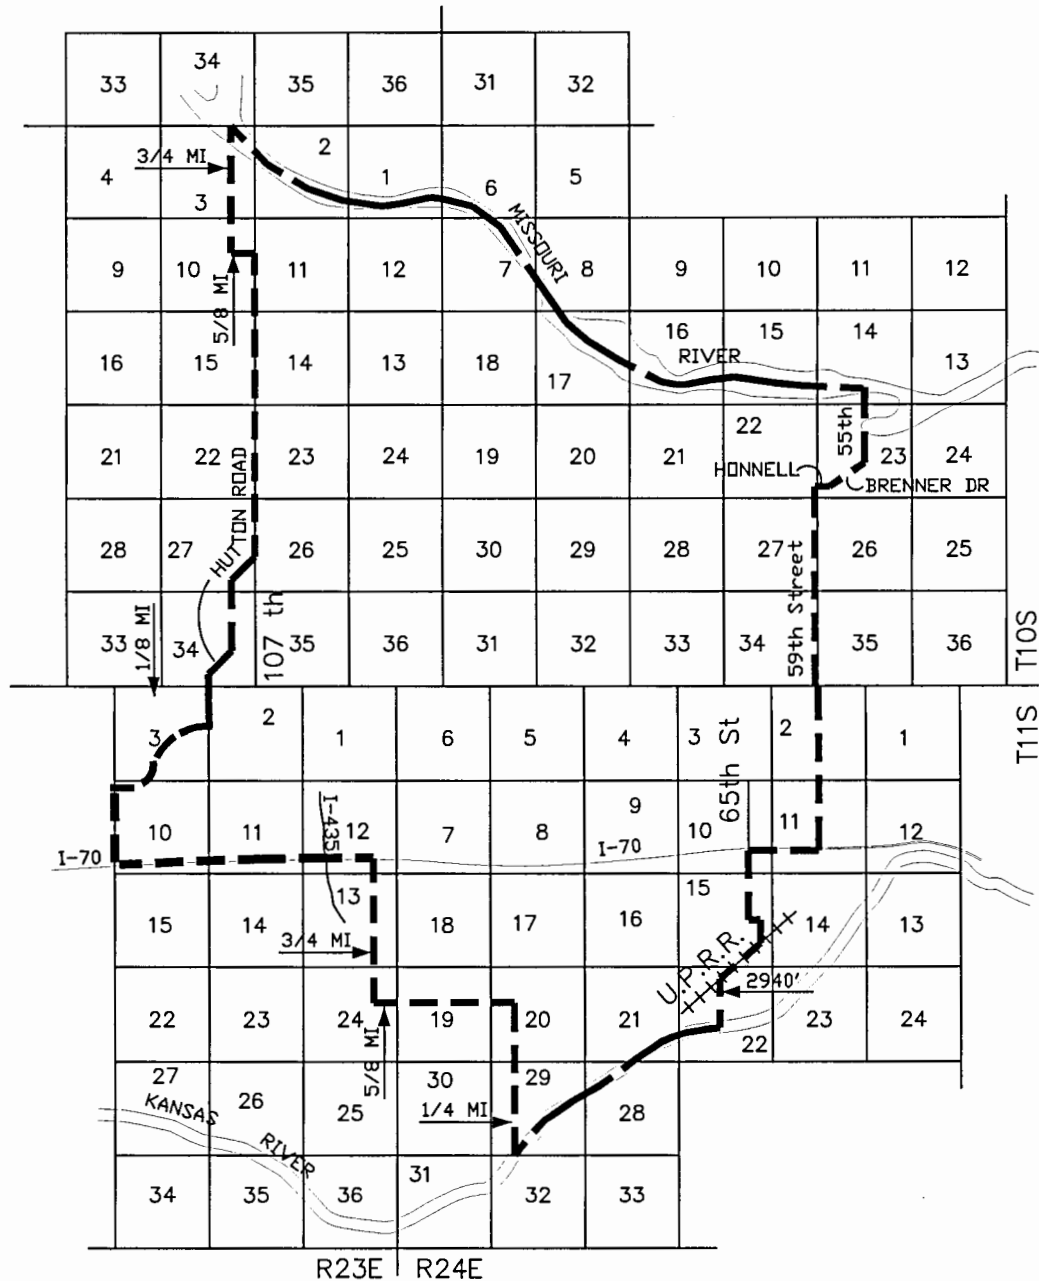 34
33 35 36 31 32
3/4 MI
2
4 1 6 5
3
MISSOURI
9 10 11 12 7 8 9 10 11 12
5/8 MI
16 15 14
RIVER
16 15 14 13 18 17 13
22
55th
21 22 23 24 19 20 21 23 24
HONNELL
BRENNER DR
HUTTON ROAD
28 27 26 25 30 29 28 27 26 25
59th Street
1/8 MI
107 th
33 34 35 36 31 32 33 34 35 36
T10S
T11S
2
3 1 6 5 4 3 2 1
65th St
I-435
9
10 11 12 7 8 10 11 12
I-70
I-70
13 15
15 14 18 17 16 14 13
3/4 MI
U.P.R.R.
2940'
22 23 24 19 20 21 23 24
22
5/8 MI
27 30 29
26 25 28
1/4 MI
KANSAS
RIVER
31
34 35 36 32 33
R23E R24E